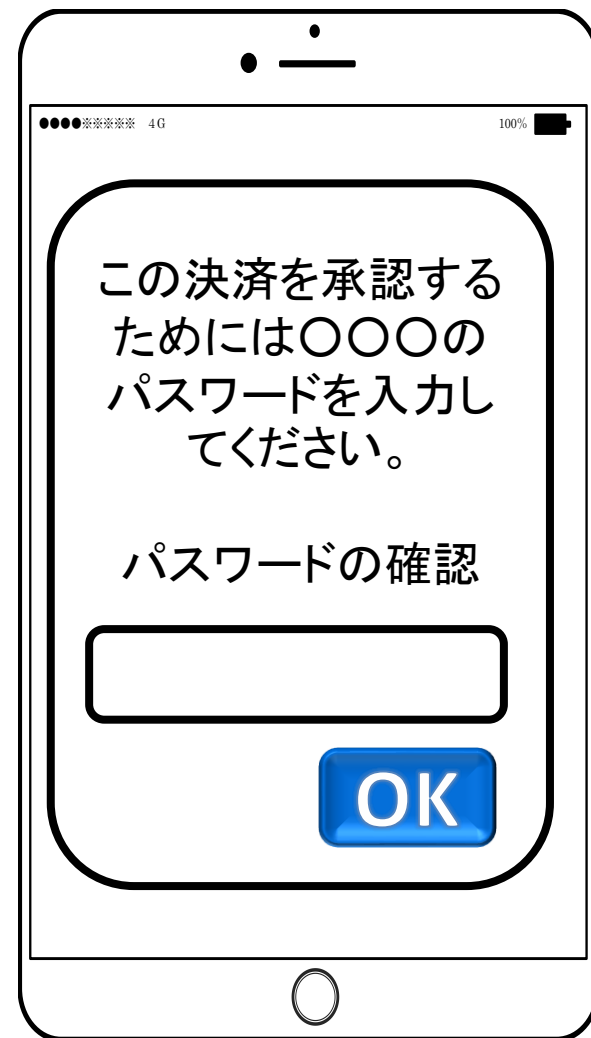 ●●●●※※※※※ 4G 100%
この決済を承認する
ためには〇〇〇の
パスワードを入力し
てください。
パスワードの確認
OK